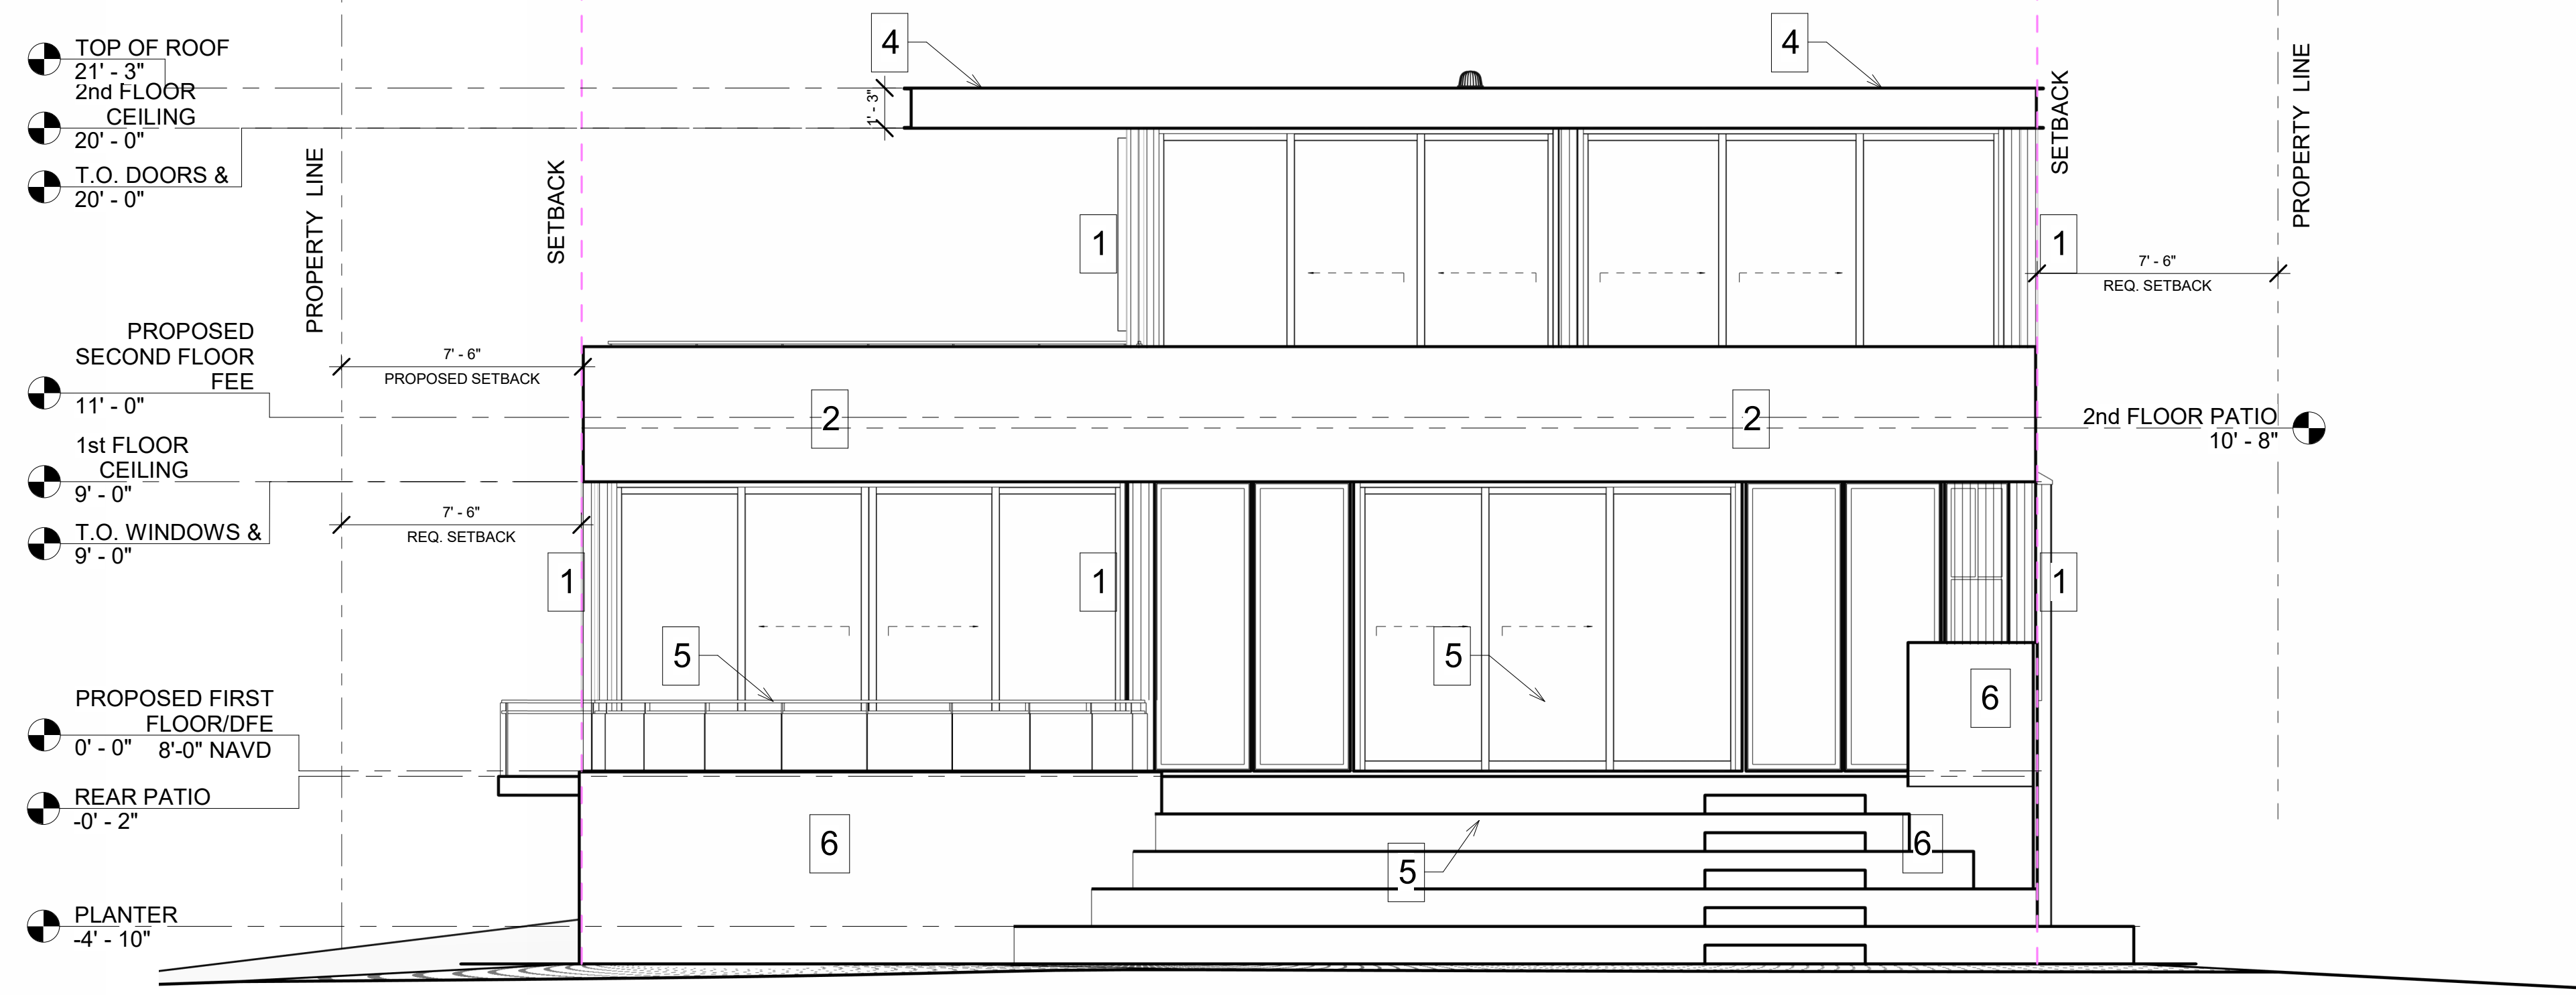 TOP OF ROOF
21' - 3"
2nd FLOOR
CEILING
20' - 0"
T.O. DOORS &
20' - 0"
PROPERTY LINE
SETBACK
4
4
1' - 3"
SETBACK
PROPERTY LINE
1
1
7' - 6"
REQ. SETBACK
PROPOSED
SECOND FLOOR
FEE
11' - 0"
7' - 6"
PROPOSED SETBACK
2
2
2nd FLOOR PATIO
10' - 8"
1st FLOOR
CEILING
9' - 0"
T.O. WINDOWS &
9' - 0"
7' - 6"
REQ. SETBACK
1
1
1
5
5
6
PROPOSED FIRST
FLOOR/DFE
0' - 0" 8'-0" NAVD
REAR PATIO
-0' - 2"
6
5
6
PLANTER
-4' - 10"